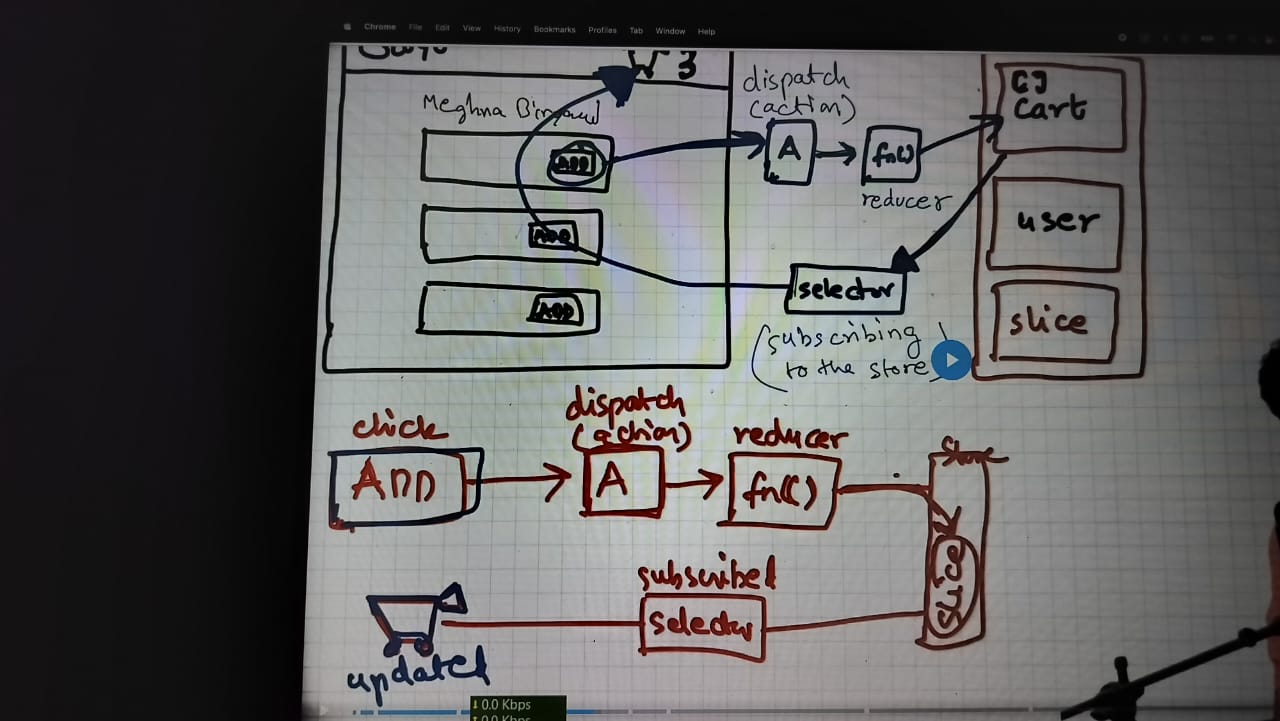 Chrome File Edit View History Bookmarks Profiles Tab Window Help
3
dispatch
(action)
Meghna
ADD
A
fn()
reducer
cart
user
slice
ADD
ADD
selector
(subscribing
to the store)
click
ADD
dispatch
(action)
A
reducer
fn(()
Store
slice
subscribed
selector
updated
0.0 Kbps
0.0 Kbps